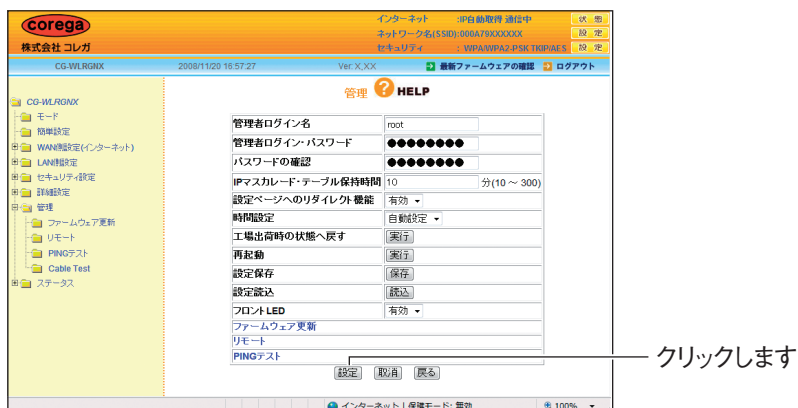 corega
株式会社 コレガ
インターネット :IP自動取得 通信中 状 態
ネットワーク名(SSID):000A79XXXXXX 設 定
セキュリティ : WPA/WPA2-PSK TKIP/AES 設 定
CG-WLRGNX 2008/11/20 16:57:27 Ver X,XX 最新ファームウェアの確認 ログアウト
CG-WLRGNX
モード
簡単設定
WAN側設定(インターネット)
LAN側設定
セキュリティ設定
詳細設定
管理
ファームウェア更新
リモート
PINGテスト
Cable Test
ステータス
管理 ? HELP
管理者ログイン名 root
管理者ログイン・パスワード ●●●●●●●●
パスワードの確認 ●●●●●●●●
IPマスカレード・テーブル保持時間 10 分(10 ~ 300)
設定ページへのリダイレクト機能 有効
時間設定 自動設定
工場出荷時の状態へ戻す 実行
再起動 実行
設定保存 保存
設定読込 読込
フロントLED 有効
ファームウェア更新
リモート
PINGテスト
設定 取消 戻る
クリックします
インターネット | 保護モード: 無効 100%